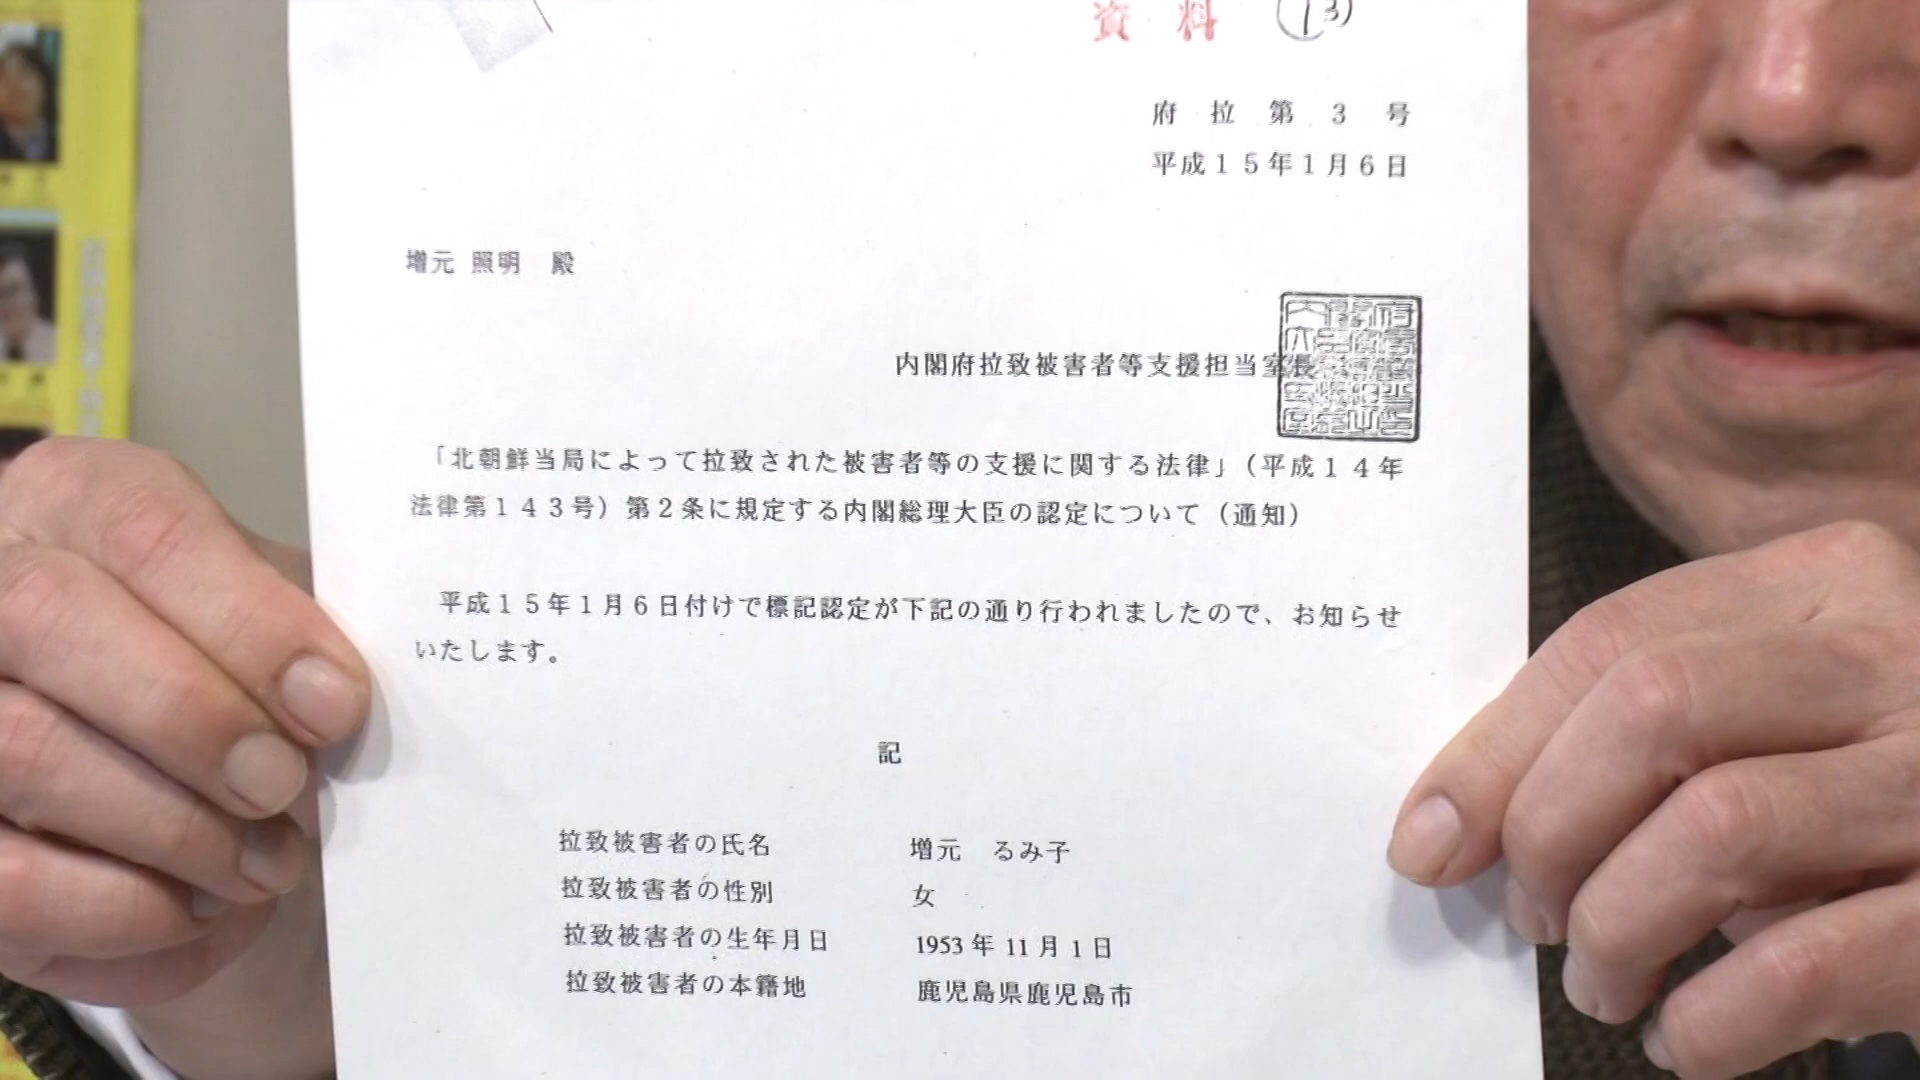 資料 13)
府拉第3号
平成15年1月6日
増元 照明 殿
内閣府拉致被害者等支援担当室長
「北朝鮮当局によって拉致された被害者等の支援に関する法律」(平成14年
法律第143号)第2条に規定する内閣総理大臣の認定について(通知)
平成15年1月6日付けで標記認定が下記の通り行われましたので、お知らせ
いたします。
記
拉致被害者の氏名 増元 るみ子
拉致被害者の性別 女
拉致被害者の生年月日 1953年11月1日
拉致被害者の本籍地 鹿児島県鹿児島市